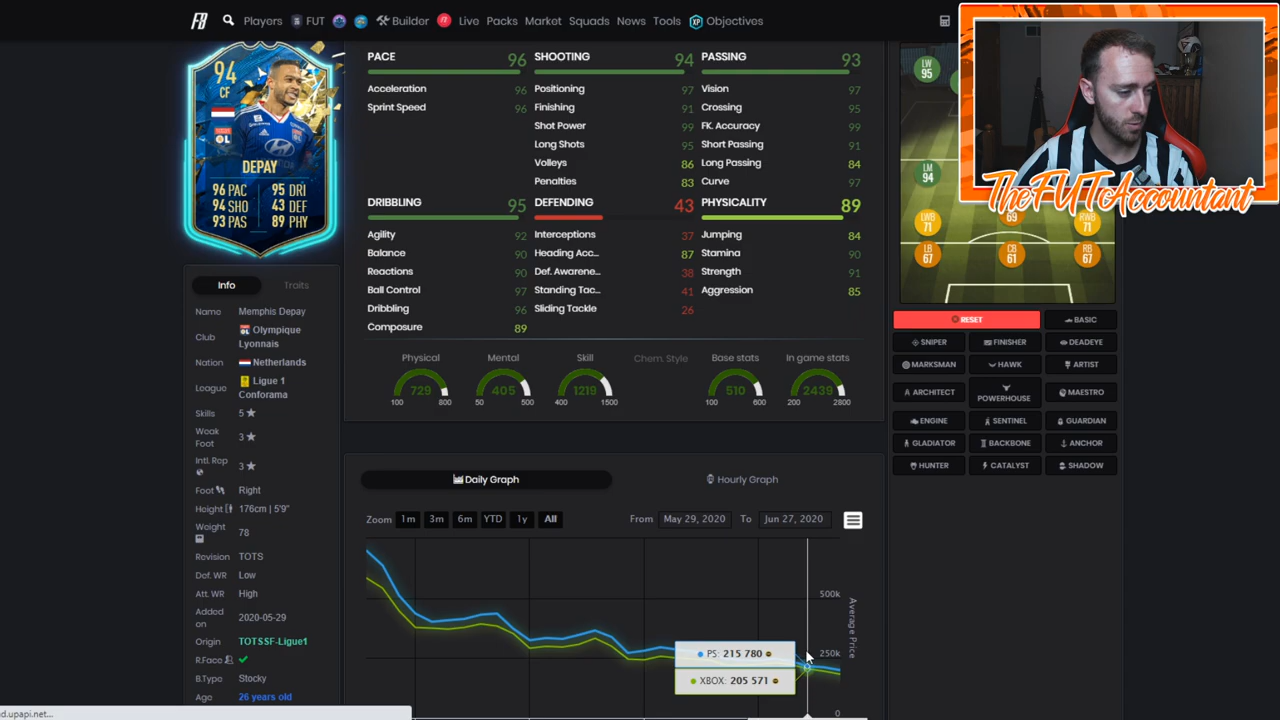 FB Players FUT Builder Live Packs Market Squads News Tools XP Objectives
94
CF
DEPAY
96 PAC 95 DRI
94 SHO 43 DEF
93 PAS 89 PHY
PACE 96
Acceleration 96
Sprint Speed 96
SHOOTING 94
Positioning 97
Finishing 91
Shot Power 99
Long Shots 95
Volleys 86
Penalties 83
PASSING 93
Vision 97
Crossing 95
FK. Accuracy 99
Short Passing 91
Long Passing 84
Curve 97
DRIBBLING 95
Agility 92
Balance 90
Reactions 90
Ball Control 97
Dribbling 96
Composure 89
DEFENDING 43
Interceptions 37
Heading Acc... 87
Def. Awarene... 38
Standing Tac... 41
Sliding Tackle 26
PHYSICALITY 89
Jumping 84
Stamina 90
Strength 91
Aggression 85
Physical
729
100 800
Mental
405
50 500
Skill
1219
400 1500
Chem. Style
Base stats
510
100 600
In game stats
2439
200 2800
Info Traits
Name Memphis Depay
Club Olympique
Lyonnais
Nation Netherlands
League Ligue 1
Conforama
Skills 5
Weak
Foot 3
Intl. Rep 3
Foot Right
Height 176cm | 5'9"
Weight 78
Revision TOTS
Def. WR Low
Att. WR High
Added
on 2020-05-29
Origin TOTSSF-Ligue1
R.Face
B.Type Stocky
Age 26 years old
ud.upapi.net...
Daily Graph Hourly Graph
Zoom 1m 3m 6m YTD 1y All
From May 29, 2020 To Jun 27, 2020
500k
250k
0
Average Price
PS: 215 780
XBOX: 205 571
LW
95
LM
94
LWB
71
69
RWB
71
LB
67
CB
61
RB
67
TheFUTAccountant
RESET BASIC
SNIPER FINISHER DEADEYE
MARKSMAN HAWK ARTIST
ARCHITECT POWERHOUSE MAESTRO
ENGINE SENTINEL GUARDIAN
GLADIATOR BACKBONE ANCHOR
HUNTER CATALYST SHADOW